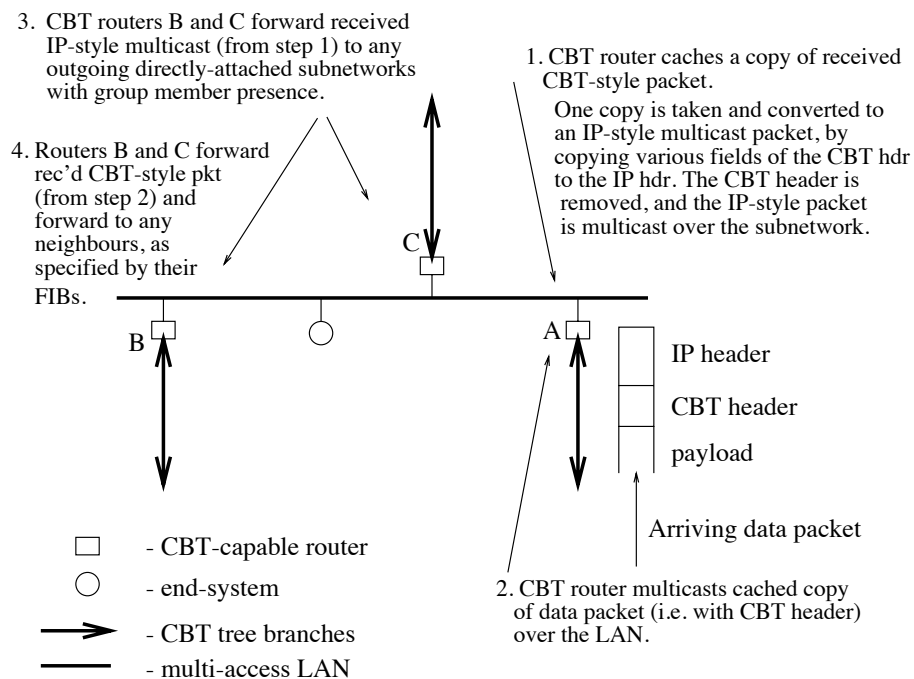 3. CBT routers B and C forward received
IP-style multicast (from step 1) to any
outgoing directly-attached subnetworks
with group member presence.
1. CBT router caches a copy of received
CBT-style packet.
One copy is taken and converted to
an IP-style multicast packet, by
copying various fields of the CBT hdr
to the IP hdr. The CBT header is
removed, and the IP-style packet
is multicast over the subnetwork.
4. Routers B and C forward
rec'd CBT-style pkt
(from step 2) and
forward to any
neighbours, as
specified by their
FIBs.
C
B
A
IP header
CBT header
payload
Arriving data packet
2. CBT router multicasts cached copy
of data packet (i.e. with CBT header)
over the LAN.
- CBT-capable router
- end-system
- CBT tree branches
- multi-access LAN